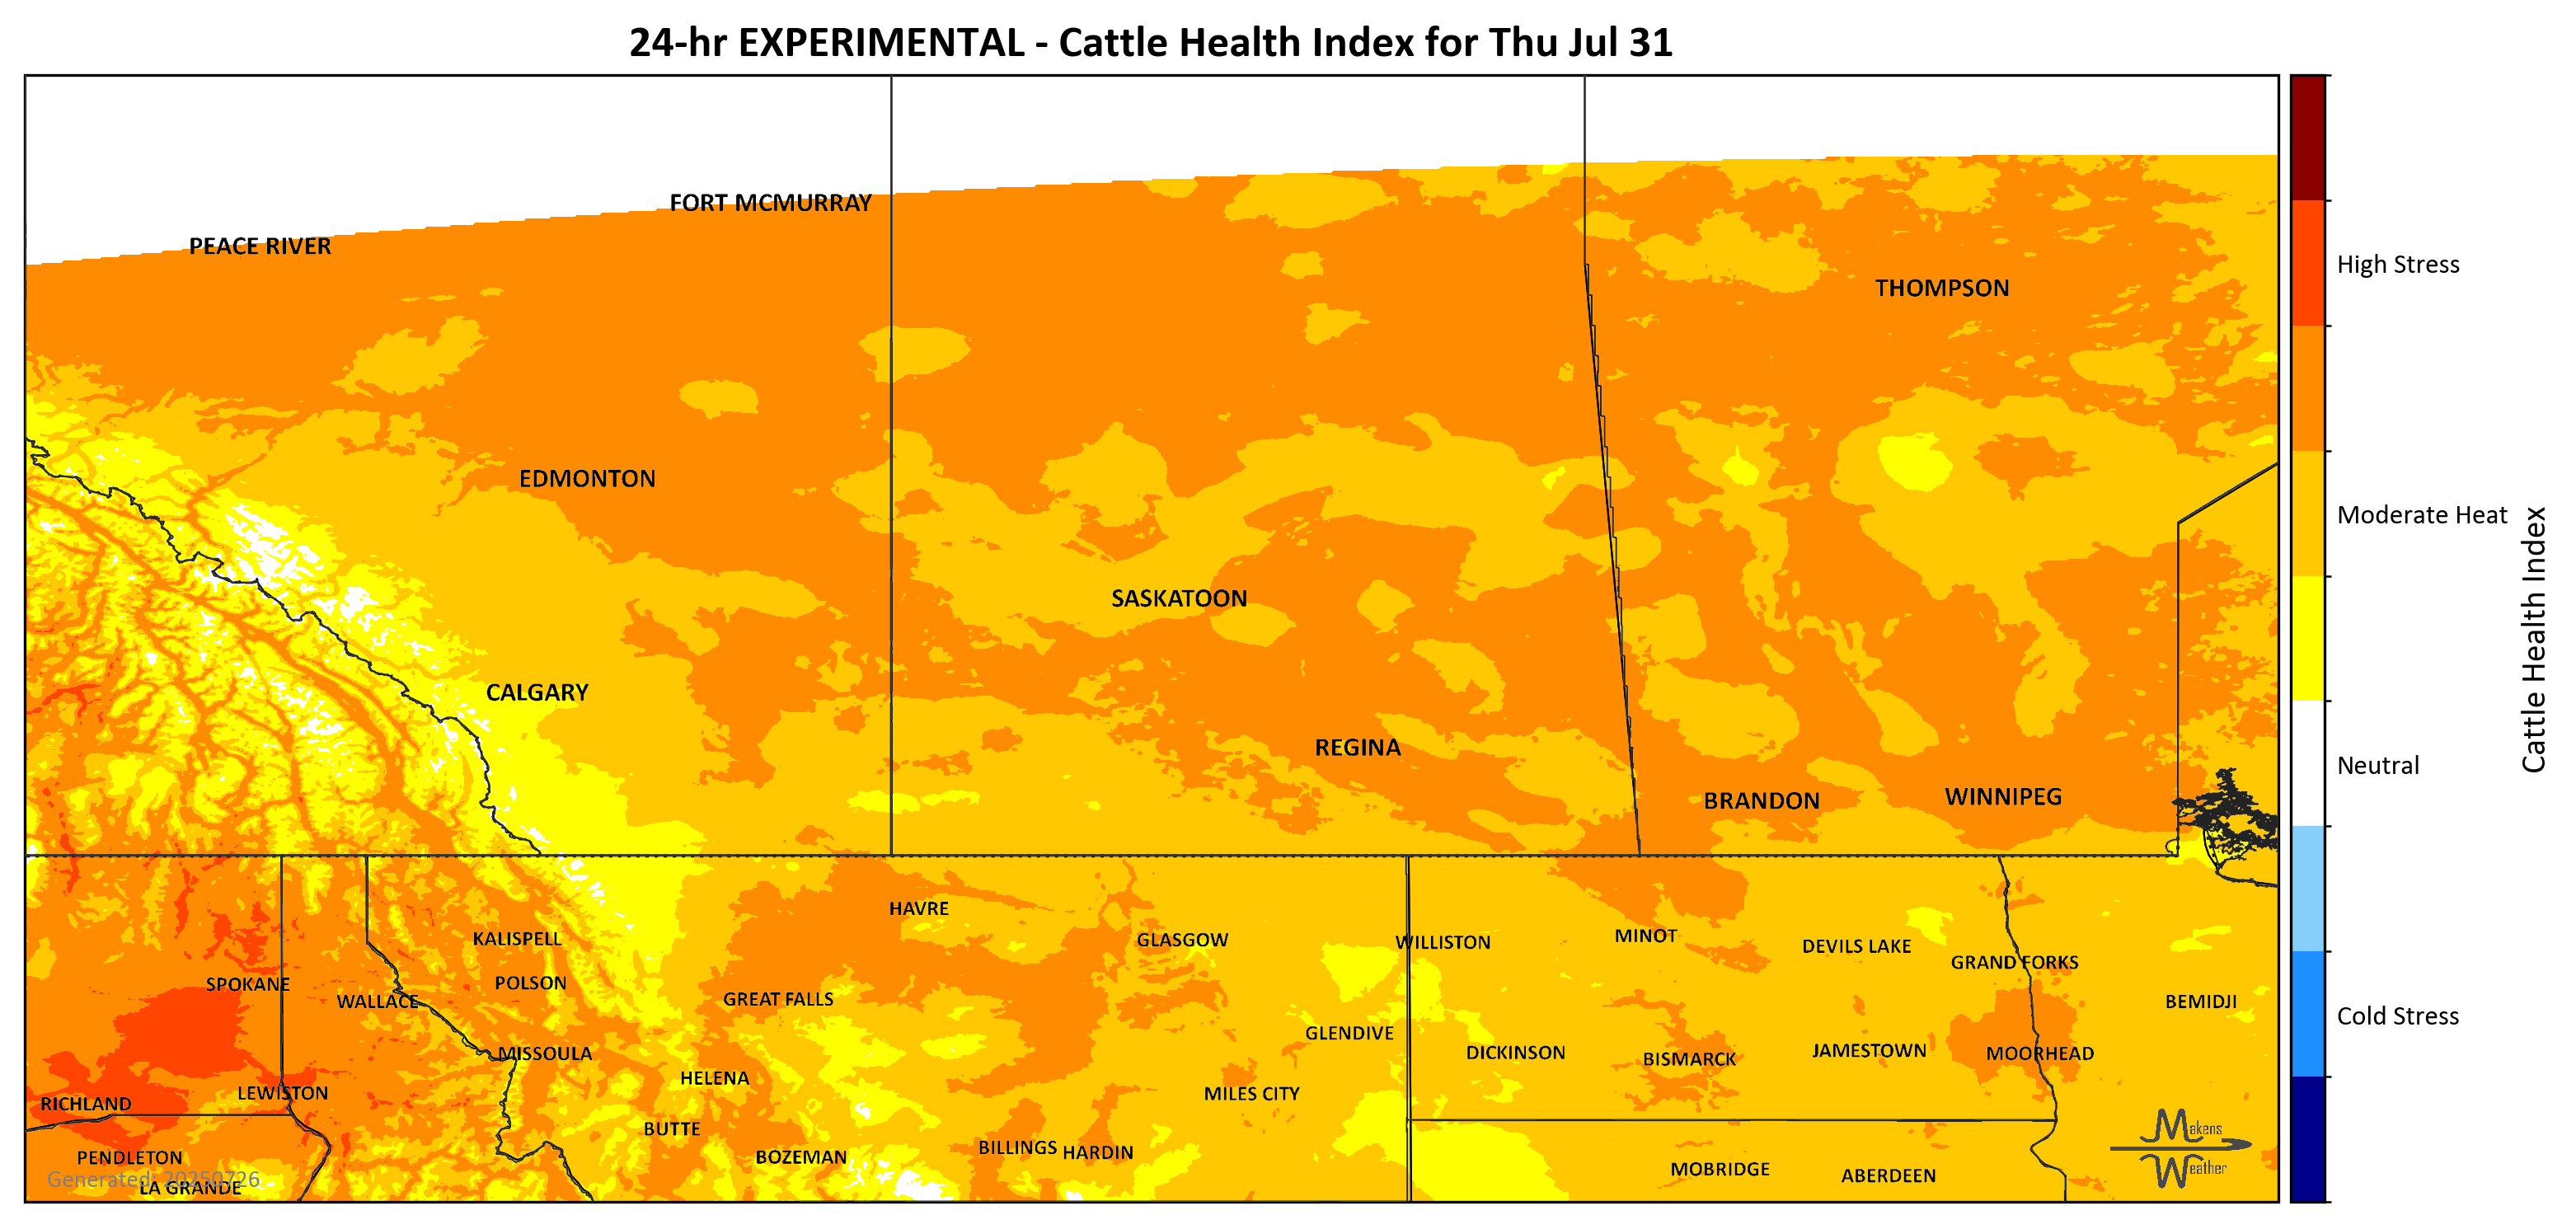 24-hr EXPERIMENTAL - Cattle Health Index for Thu Jul 31
FORT MCMURRAY
PEACE RIVER
High Stress
THOMPSON
EDMONTON
Moderate Heat
SASKATOON
Cattle Health Index
CALGARY
REGINA
Neutral
BRANDON
WINNIPEG
HAVRE
KALISPELL
GLASGOW
WILLISTON
MINOT
DEVILS LAKE
GRAND FORKS
SPOKANE
POLSON
WALLACE
GREAT FALLS
BEMIDJI
Cold Stress
GLENDIVE
MISSOULA
DICKINSON
BISMARCK
JAMESTOWN
MOORHEAD
HELENA
LEWISTON
MILES CITY
RICHLAND
BUTTE
Makens
Weather
BILLINGS
HARDIN
PENDLETON
BOZEMAN
MOBRIDGE
ABERDEEN
Generated: 20250726
LA GRANDE